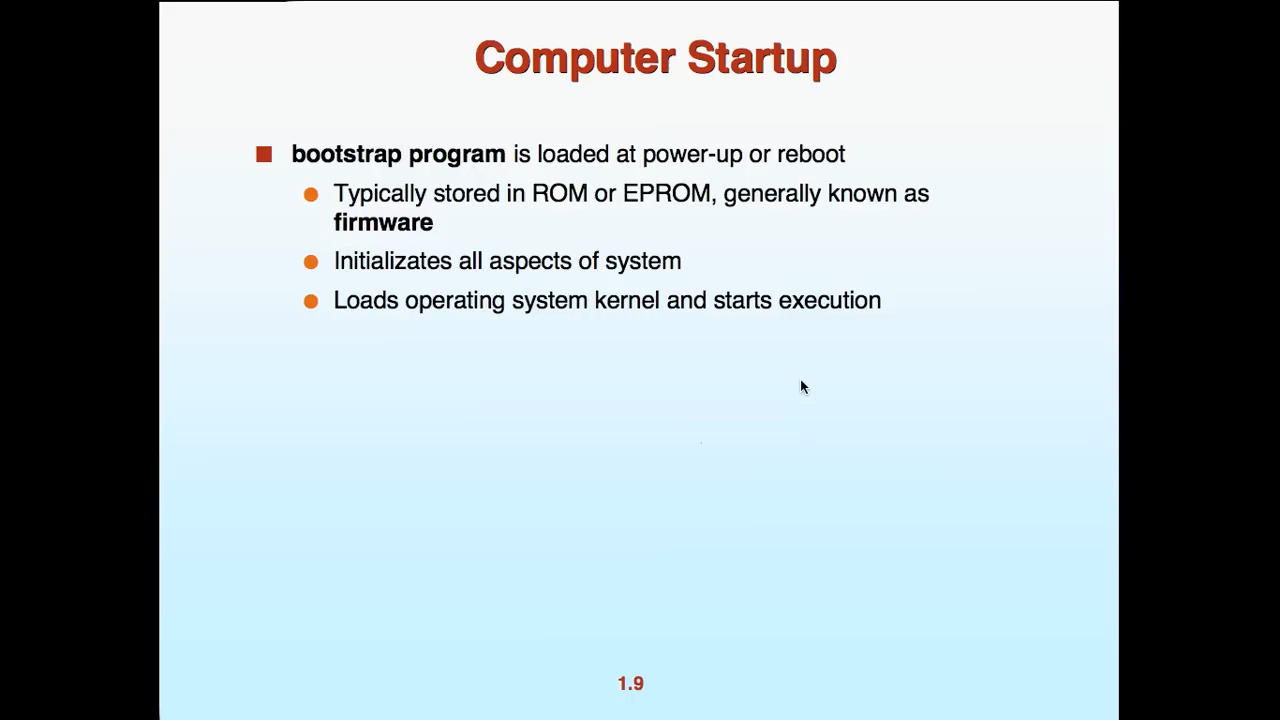 Computer Startup
bootstrap program is loaded at power-up or reboot
Typically stored in ROM or EPROM, generally known as
firmware
Initializates all aspects of system
Loads operating system kernel and starts execution
1.9